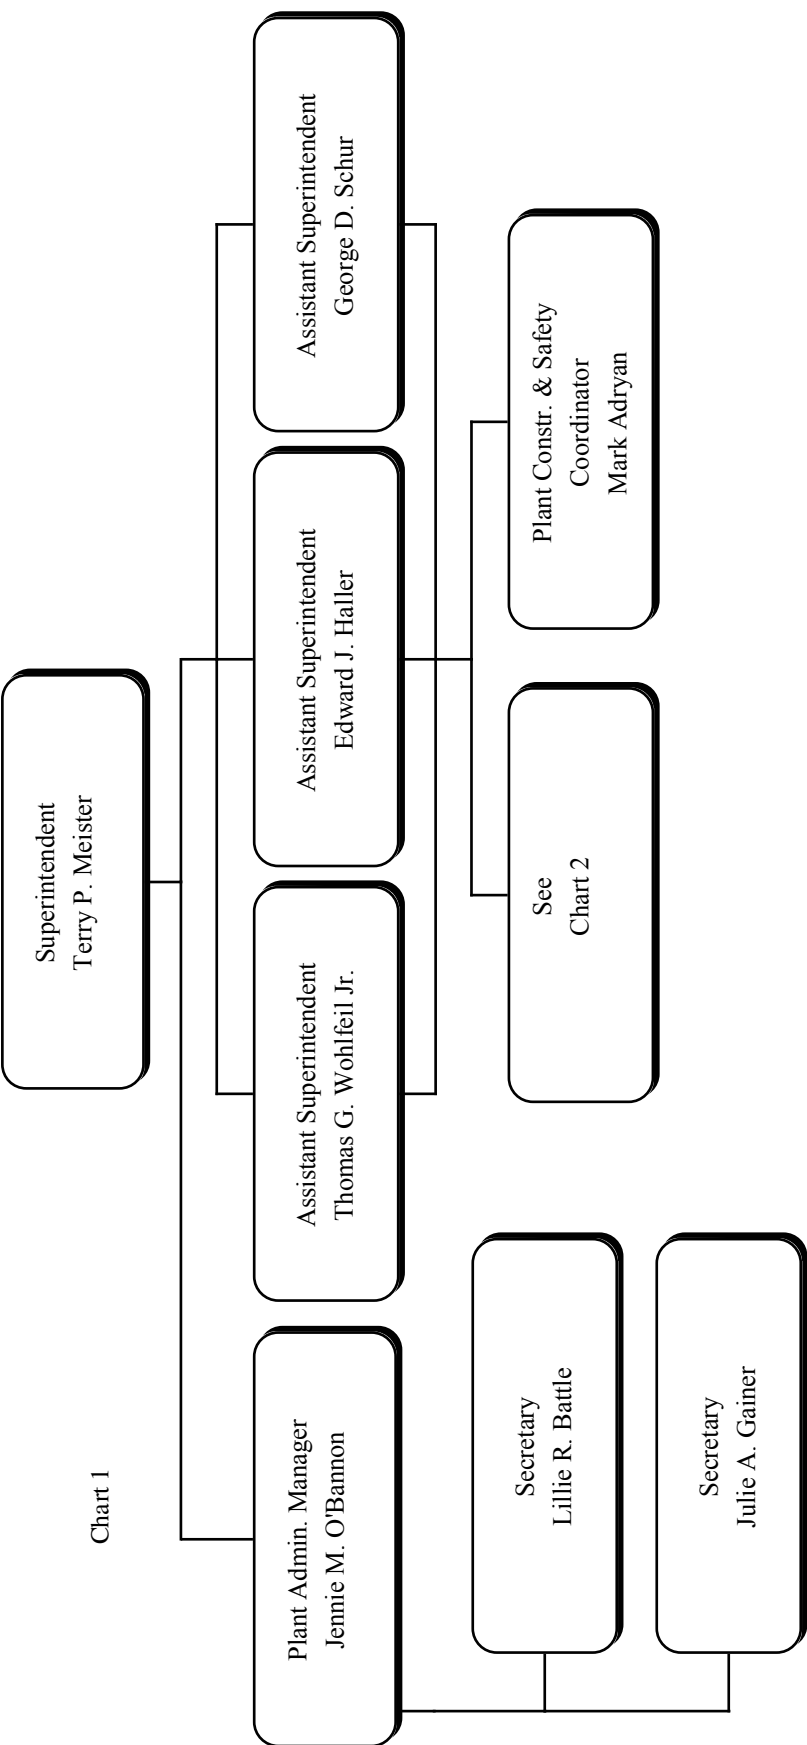 Chart 1
Superintendent
Terry P. Meister
Plant Admin. Manager
Jennie M. O'Bannon
Assistant Superintendent
Thomas G. Wohlfeil Jr.
Assistant Superintendent
Edward J. Haller
Assistant Superintendent
George D. Schur
Secretary
Lillie R. Battle
Secretary
Julie A. Gainer
See
Chart 2
Plant Constr. & Safety
Coordinator
Mark Adryan